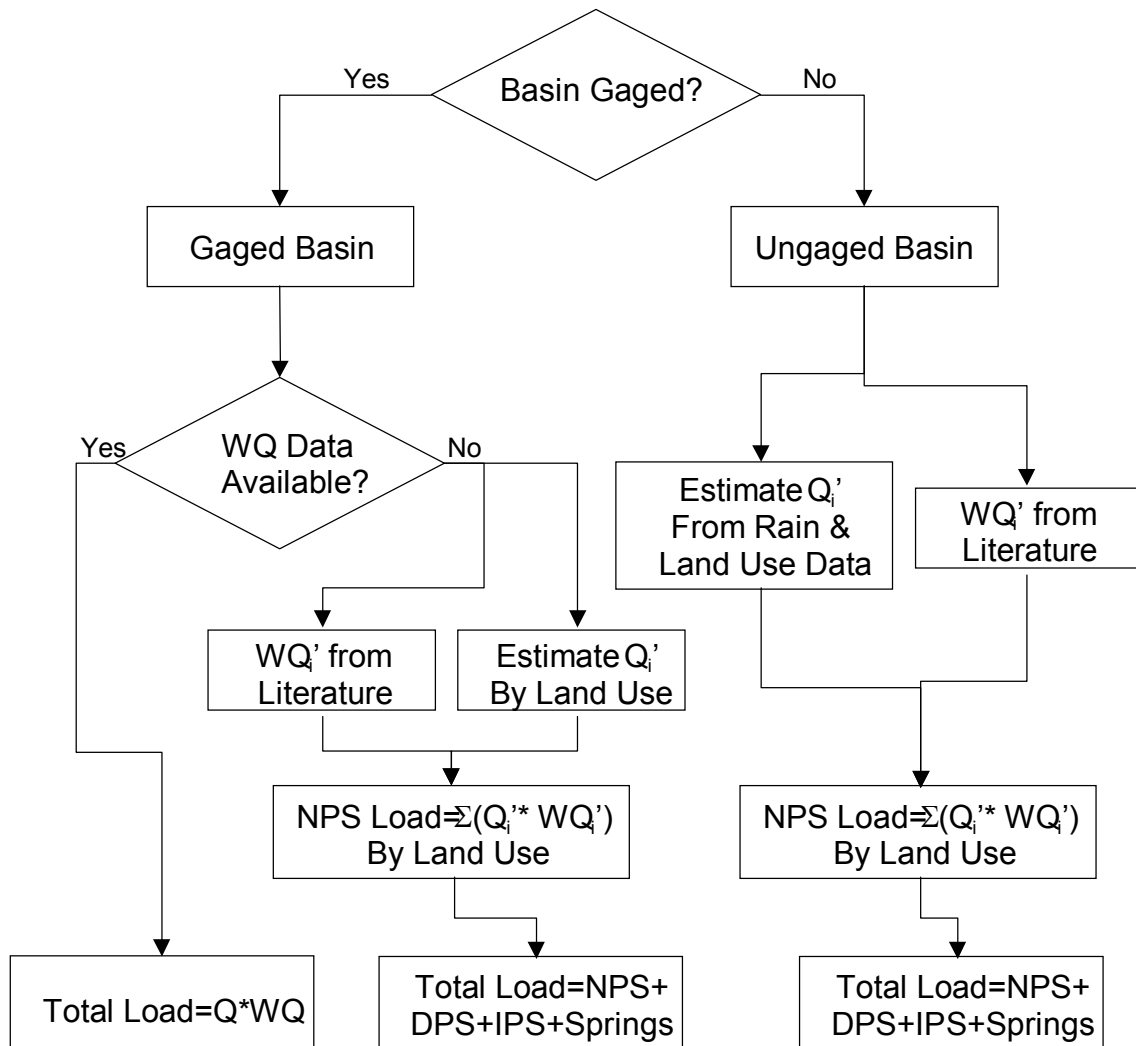 Basin Gaged?
Yes
No
Gaged Basin
Ungaged Basin
WQ Data
Available?
Yes
No
Estimate Qi’
From Rain &
Land Use Data
WQi’ from
Literature
WQi’ from
Literature
Estimate Qi’
By Land Use
NPS Load=Σ(Qi’* WQi’)
By Land Use
NPS Load=Σ(Qi’* WQi’)
By Land Use
Total Load=Q*WQ
Total Load=NPS+
DPS+IPS+Springs
Total Load=NPS+
DPS+IPS+Springs